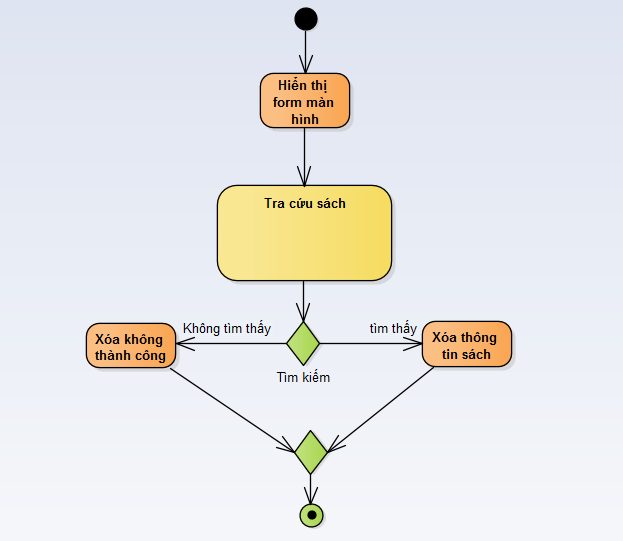 Hiển thị
form màn
hình
Tra cứu sách
Không tìm thấy
tìm thấy
Xóa không
thành công
Xóa thông
tin sách
Tìm kiếm